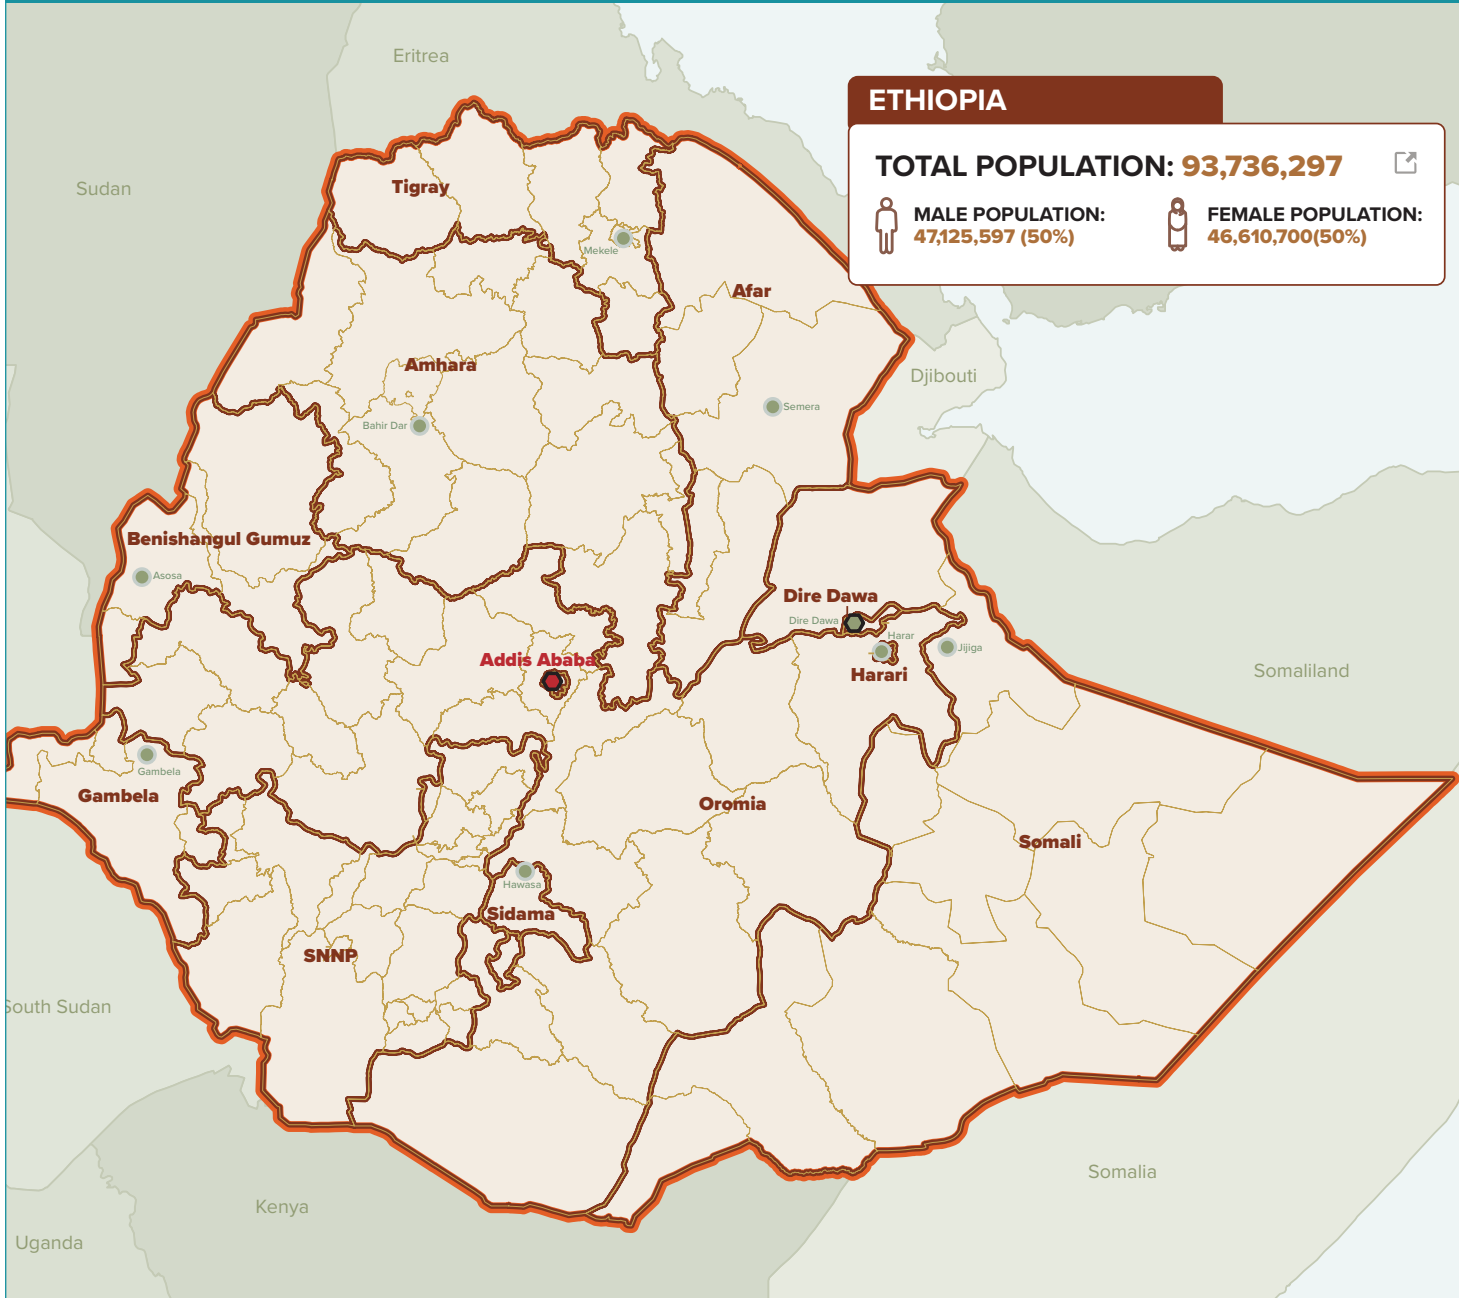 Eritrea
ETHIOPIA
TOTAL POPULATION: 93,736,297
MALE POPULATION:
47,125,597 (50%)
FEMALE POPULATION:
46,610,700(50%)
Sudan
Tigray
Mekele
Afar
Amhara
Djibouti
Semera
Bahir Dar
Benishangul Gumuz
Asosa
Dire Dawa
Dire Dawa
Harar
Jijiga
Addis Ababa
Harari
Somaliland
Gambela
Gambela
Oromia
Somali
Hawasa
Sidama
SNNP
South Sudan
Somalia
Kenya
Uganda